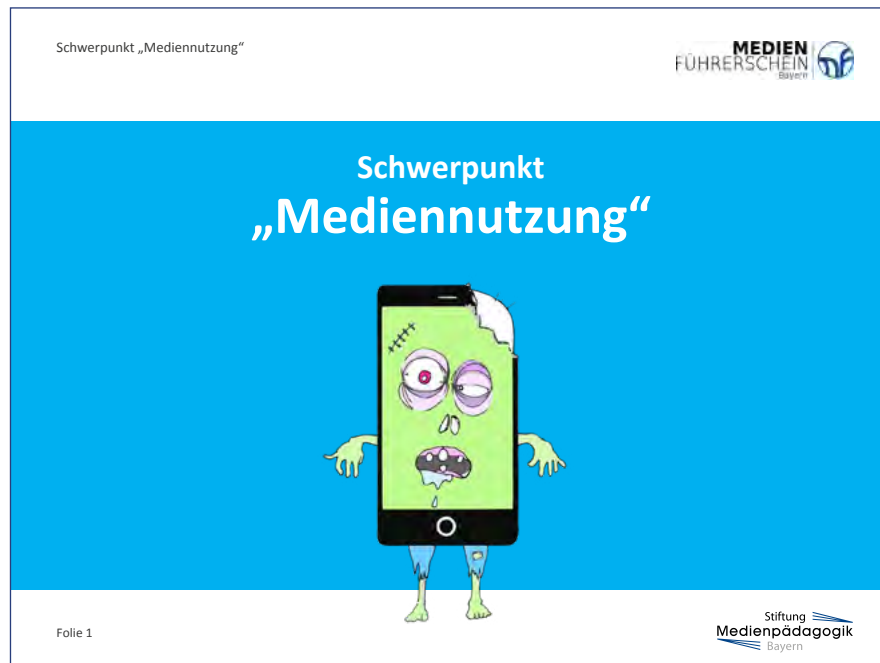 Schwerpunkt „Mediennutzung“
MEDIEN
FÜHRERSCHEIN
Bayern
Schwerpunkt
„Mediennutzung“
Folie 1
Stiftung
Medienpädagogik
Bayern